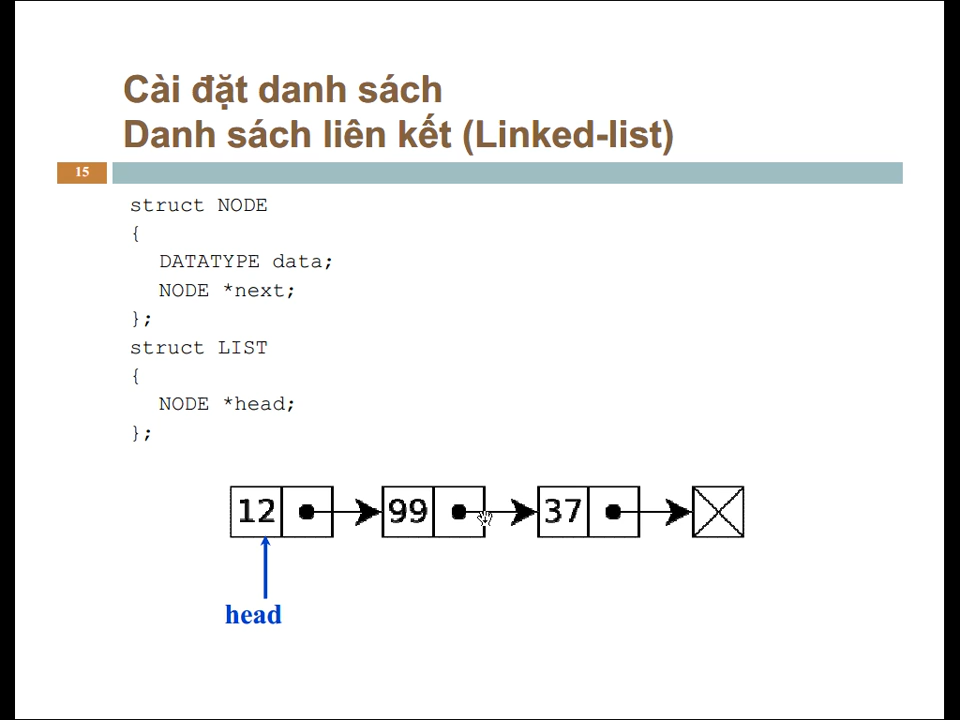 Cài đặt danh sách
Danh sách liên kết (Linked-list)
15
struct NODE
{
DATATYPE data;
NODE *next;
};
struct LIST
{
NODE *head;
};
12 99 37
head